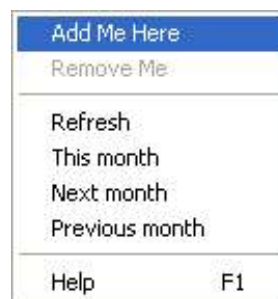 Add Me Here
Remove Me
Refresh
This month
Next month
Previous month
Help F1